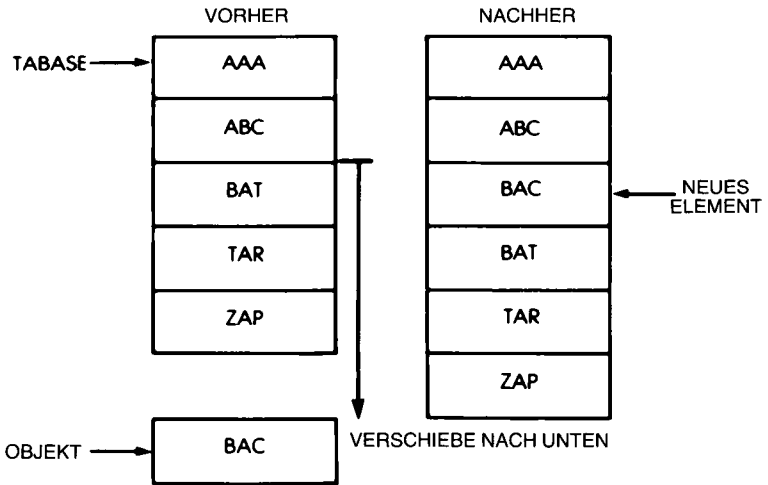 VORHER
NACHHER
TABASE
AAA
AAA
ABC
ABC
BAT
BAC
NEUES
ELEMENT
TAR
BAT
ZAP
TAR
ZAP
OBJEKT
BAC
VERSCHIEBE NACH UNTEN